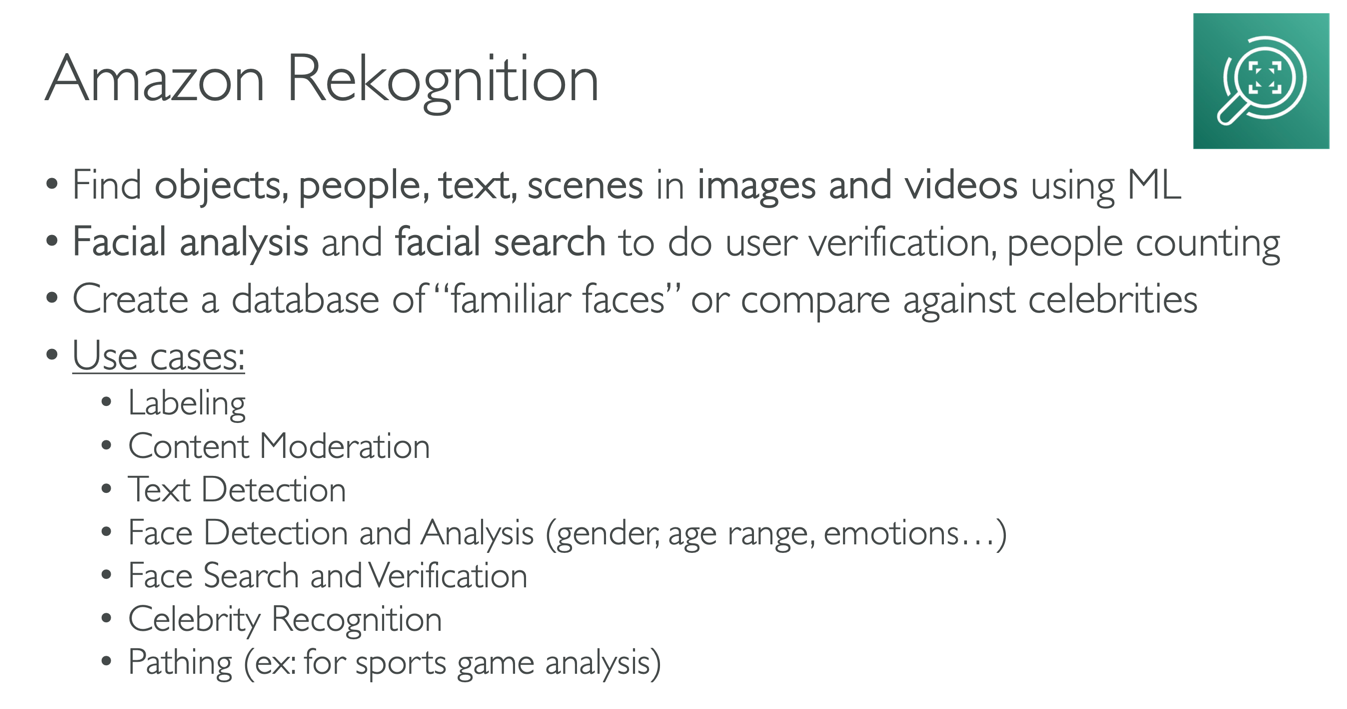 Amazon Rekognition
• Find objects, people, text, scenes in images and videos using ML
• Facial analysis and facial search to do user verification, people counting
• Create a database of “familiar faces” or compare against celebrities
• Use cases:
• Labeling
• Content Moderation
• Text Detection
• Face Detection and Analysis (gender, age range, emotions…)
• Face Search and Verification
• Celebrity Recognition
• Pathing (ex: for sports game analysis)